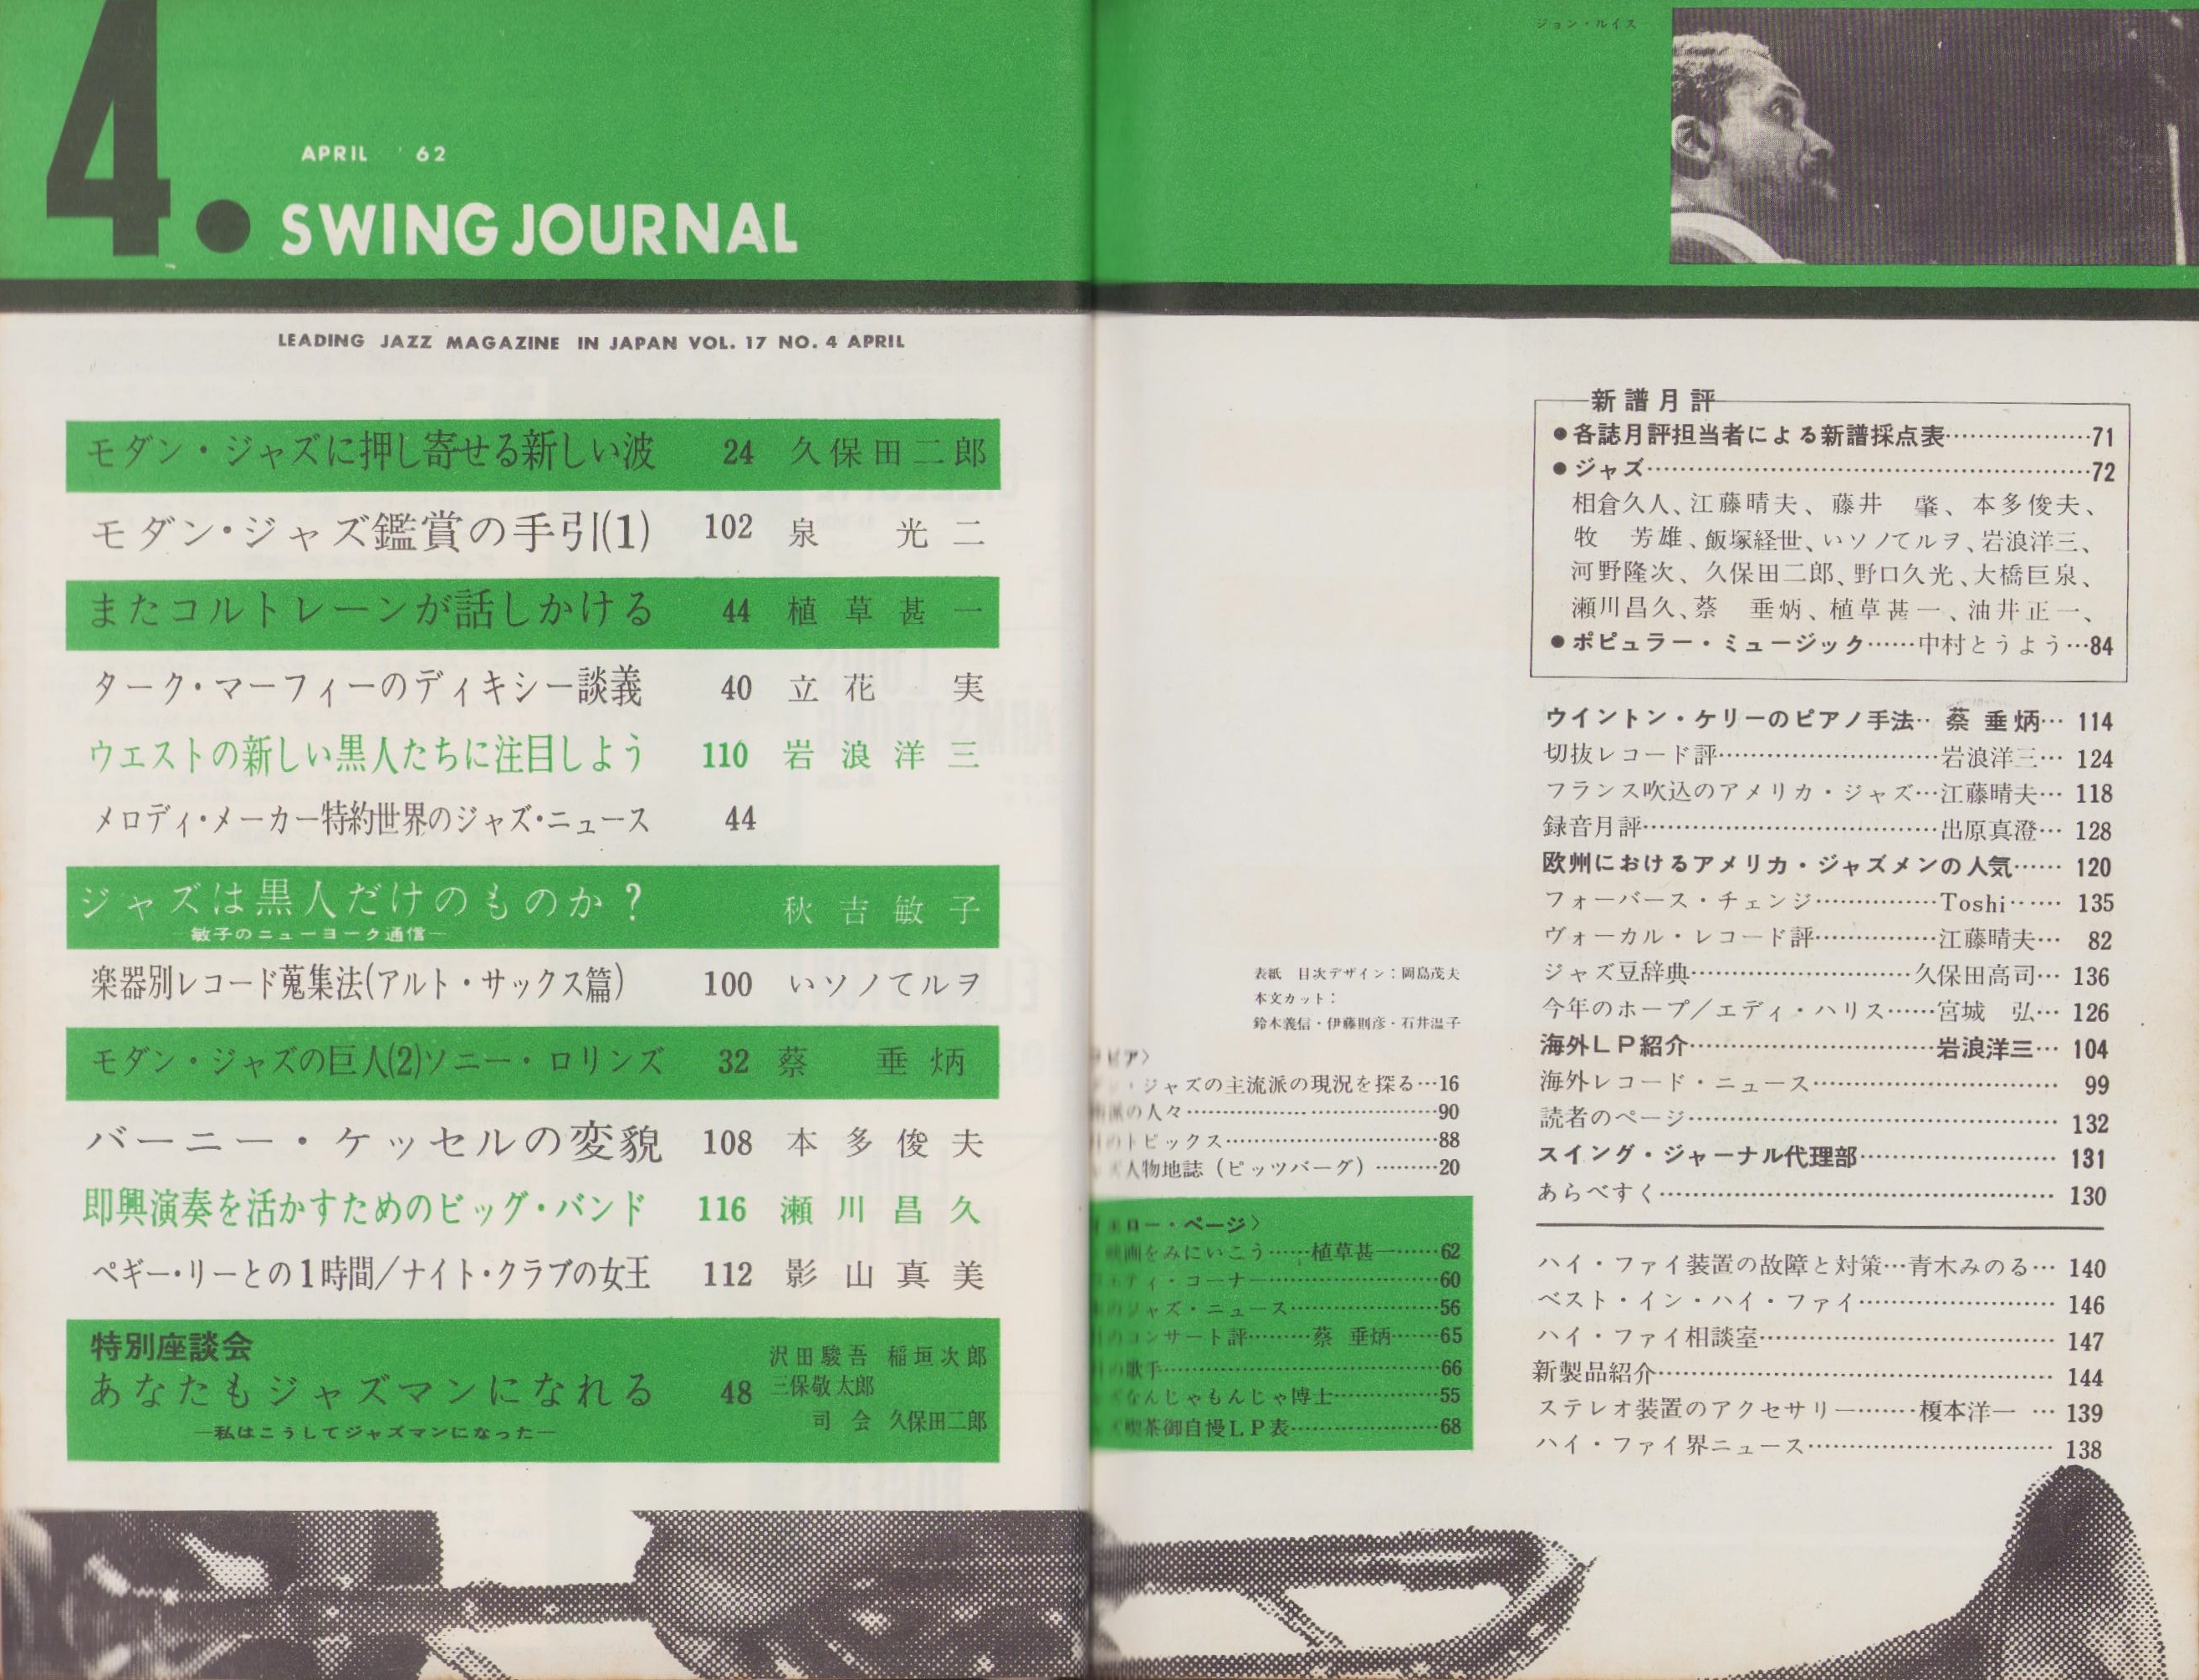 4.
APRIL '62
SWING JOURNAL
LEADING JAZZ MAGAZINE IN JAPAN VOL. 17 NO. 4 APRIL
モダン・ジャズに押し寄せる新しい波 24 久保田二郎
モダン・ジャズ鑑賞の手引(1) 102 泉 光二
またコルトレーンが話しかける 44 植草甚一
ターク・マーフィーのディキシー談義 40 立花 実
ウエストの新しい黒人たちに注目しよう 110 岩浪洋三
メロディ・メーカー特約世界のジャズ・ニュース 44
ジャズは黒人だけのものか? 秋吉敏子
—敏子のニューヨーク通信—
楽器別レコード蒐集法(アルト・サックス篇) 100 いソノてルヲ
モダン・ジャズの巨人(2)ソニー・ロリンズ 32 蔡 垂炳
バーニー・ケッセルの変貌 108 本多俊夫
即興演奏を活かすためのビッグ・バンド 116 瀬川昌久
ペギー・リーとの1時間/ナイト・クラブの女王 112 影山真美
特別座談会
あなたもジャズマンになれる 48
—私はこうしてジャズマンになった—
沢田駿吾 稲垣次郎
三保敬太郎
司会 久保田二郎
ジョン・ルイス
表紙 目次デザイン：岡島茂夫
本文カット：
鈴木義信・伊藤則彦・石井温子
ビア〉
・ジャズの主流派の現況を探る…16
派の人々……………………90
のトピックス……………………88
人物地誌（ピッツバーグ）………20
エロー・ページ〉
映画をみにいこう……植草甚一……62
ティ・コーナー……………………60
のジャズ・ニュース……………………56
のコンサート評………蔡 垂炳……65
の歌手……………………66
なんじゃもんじゃ博士……………55
喫茶御自慢LP表……………………68
新譜月評
●各誌月評担当者による新譜採点表………………71
●ジャズ……………………………………72
相倉久人、江藤晴夫、藤井 肇、本多俊夫、
牧 芳雄、飯塚経世、いソノてルヲ、岩浪洋三、
河野隆次、久保田二郎、野口久光、大橋巨泉、
瀬川昌久、蔡 垂炳、植草甚一、油井正一、
●ポピュラー・ミュージック……中村とうよう…84
ウイントン・ケリーのピアノ手法‥蔡 垂炳… 114
切抜レコード評……………………岩浪洋三… 124
フランス吹込のアメリカ・ジャズ…江藤晴夫… 118
録音月評……………………………出原真澄… 128
欧州におけるアメリカ・ジャズメンの人気…… 120
フォーバース・チェンジ……………Toshi…… 135
ヴォーカル・レコード評……………江藤晴夫… 82
ジャズ豆辞典……………………久保田高司… 136
今年のホープ/エディ・ハリス……宮城 弘… 126
海外LP紹介……………………岩浪洋三… 104
海外レコード・ニュース…………………… 99
読者のページ…………………………… 132
スイング・ジャーナル代理部…………………… 131
あらべすく…………………………………… 130
ハイ・ファイ装置の故障と対策…青木みのる… 140
ベスト・イン・ハイ・ファイ…………………… 146
ハイ・ファイ相談室…………………………… 147
新製品紹介…………………………………… 144
ステレオ装置のアクセサリー……榎本洋一… 139
ハイ・ファイ界ニュース…………………… 138